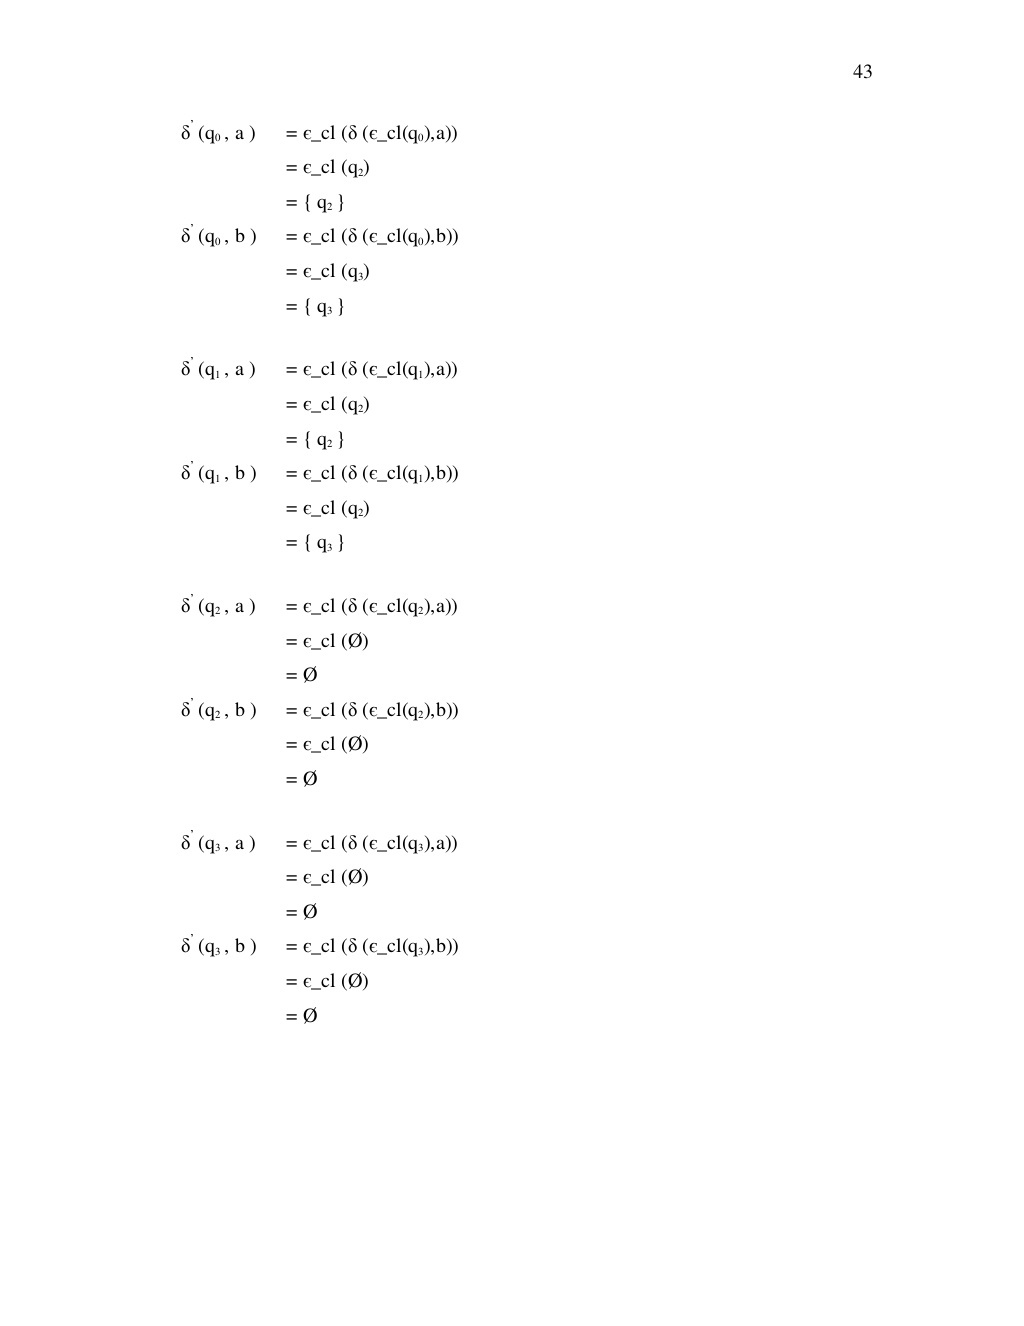 43
δ’ (q₀ , a ) = ϵ_cl (δ (ϵ_cl(q₀),a))
= ϵ_cl (q₂)
= { q₂ }
δ’ (q₀ , b ) = ϵ_cl (δ (ϵ_cl(q₀),b))
= ϵ_cl (q₃)
= { q₃ }
δ’ (q₁ , a ) = ϵ_cl (δ (ϵ_cl(q₁),a))
= ϵ_cl (q₂)
= { q₂ }
δ’ (q₁ , b ) = ϵ_cl (δ (ϵ_cl(q₁),b))
= ϵ_cl (q₂)
= { q₃ }
δ’ (q₂ , a ) = ϵ_cl (δ (ϵ_cl(q₂),a))
= ϵ_cl (Ø)
= Ø
δ’ (q₂ , b ) = ϵ_cl (δ (ϵ_cl(q₂),b))
= ϵ_cl (Ø)
= Ø
δ’ (q₃ , a ) = ϵ_cl (δ (ϵ_cl(q₃),a))
= ϵ_cl (Ø)
= Ø
δ’ (q₃ , b ) = ϵ_cl (δ (ϵ_cl(q₃),b))
= ϵ_cl (Ø)
= Ø